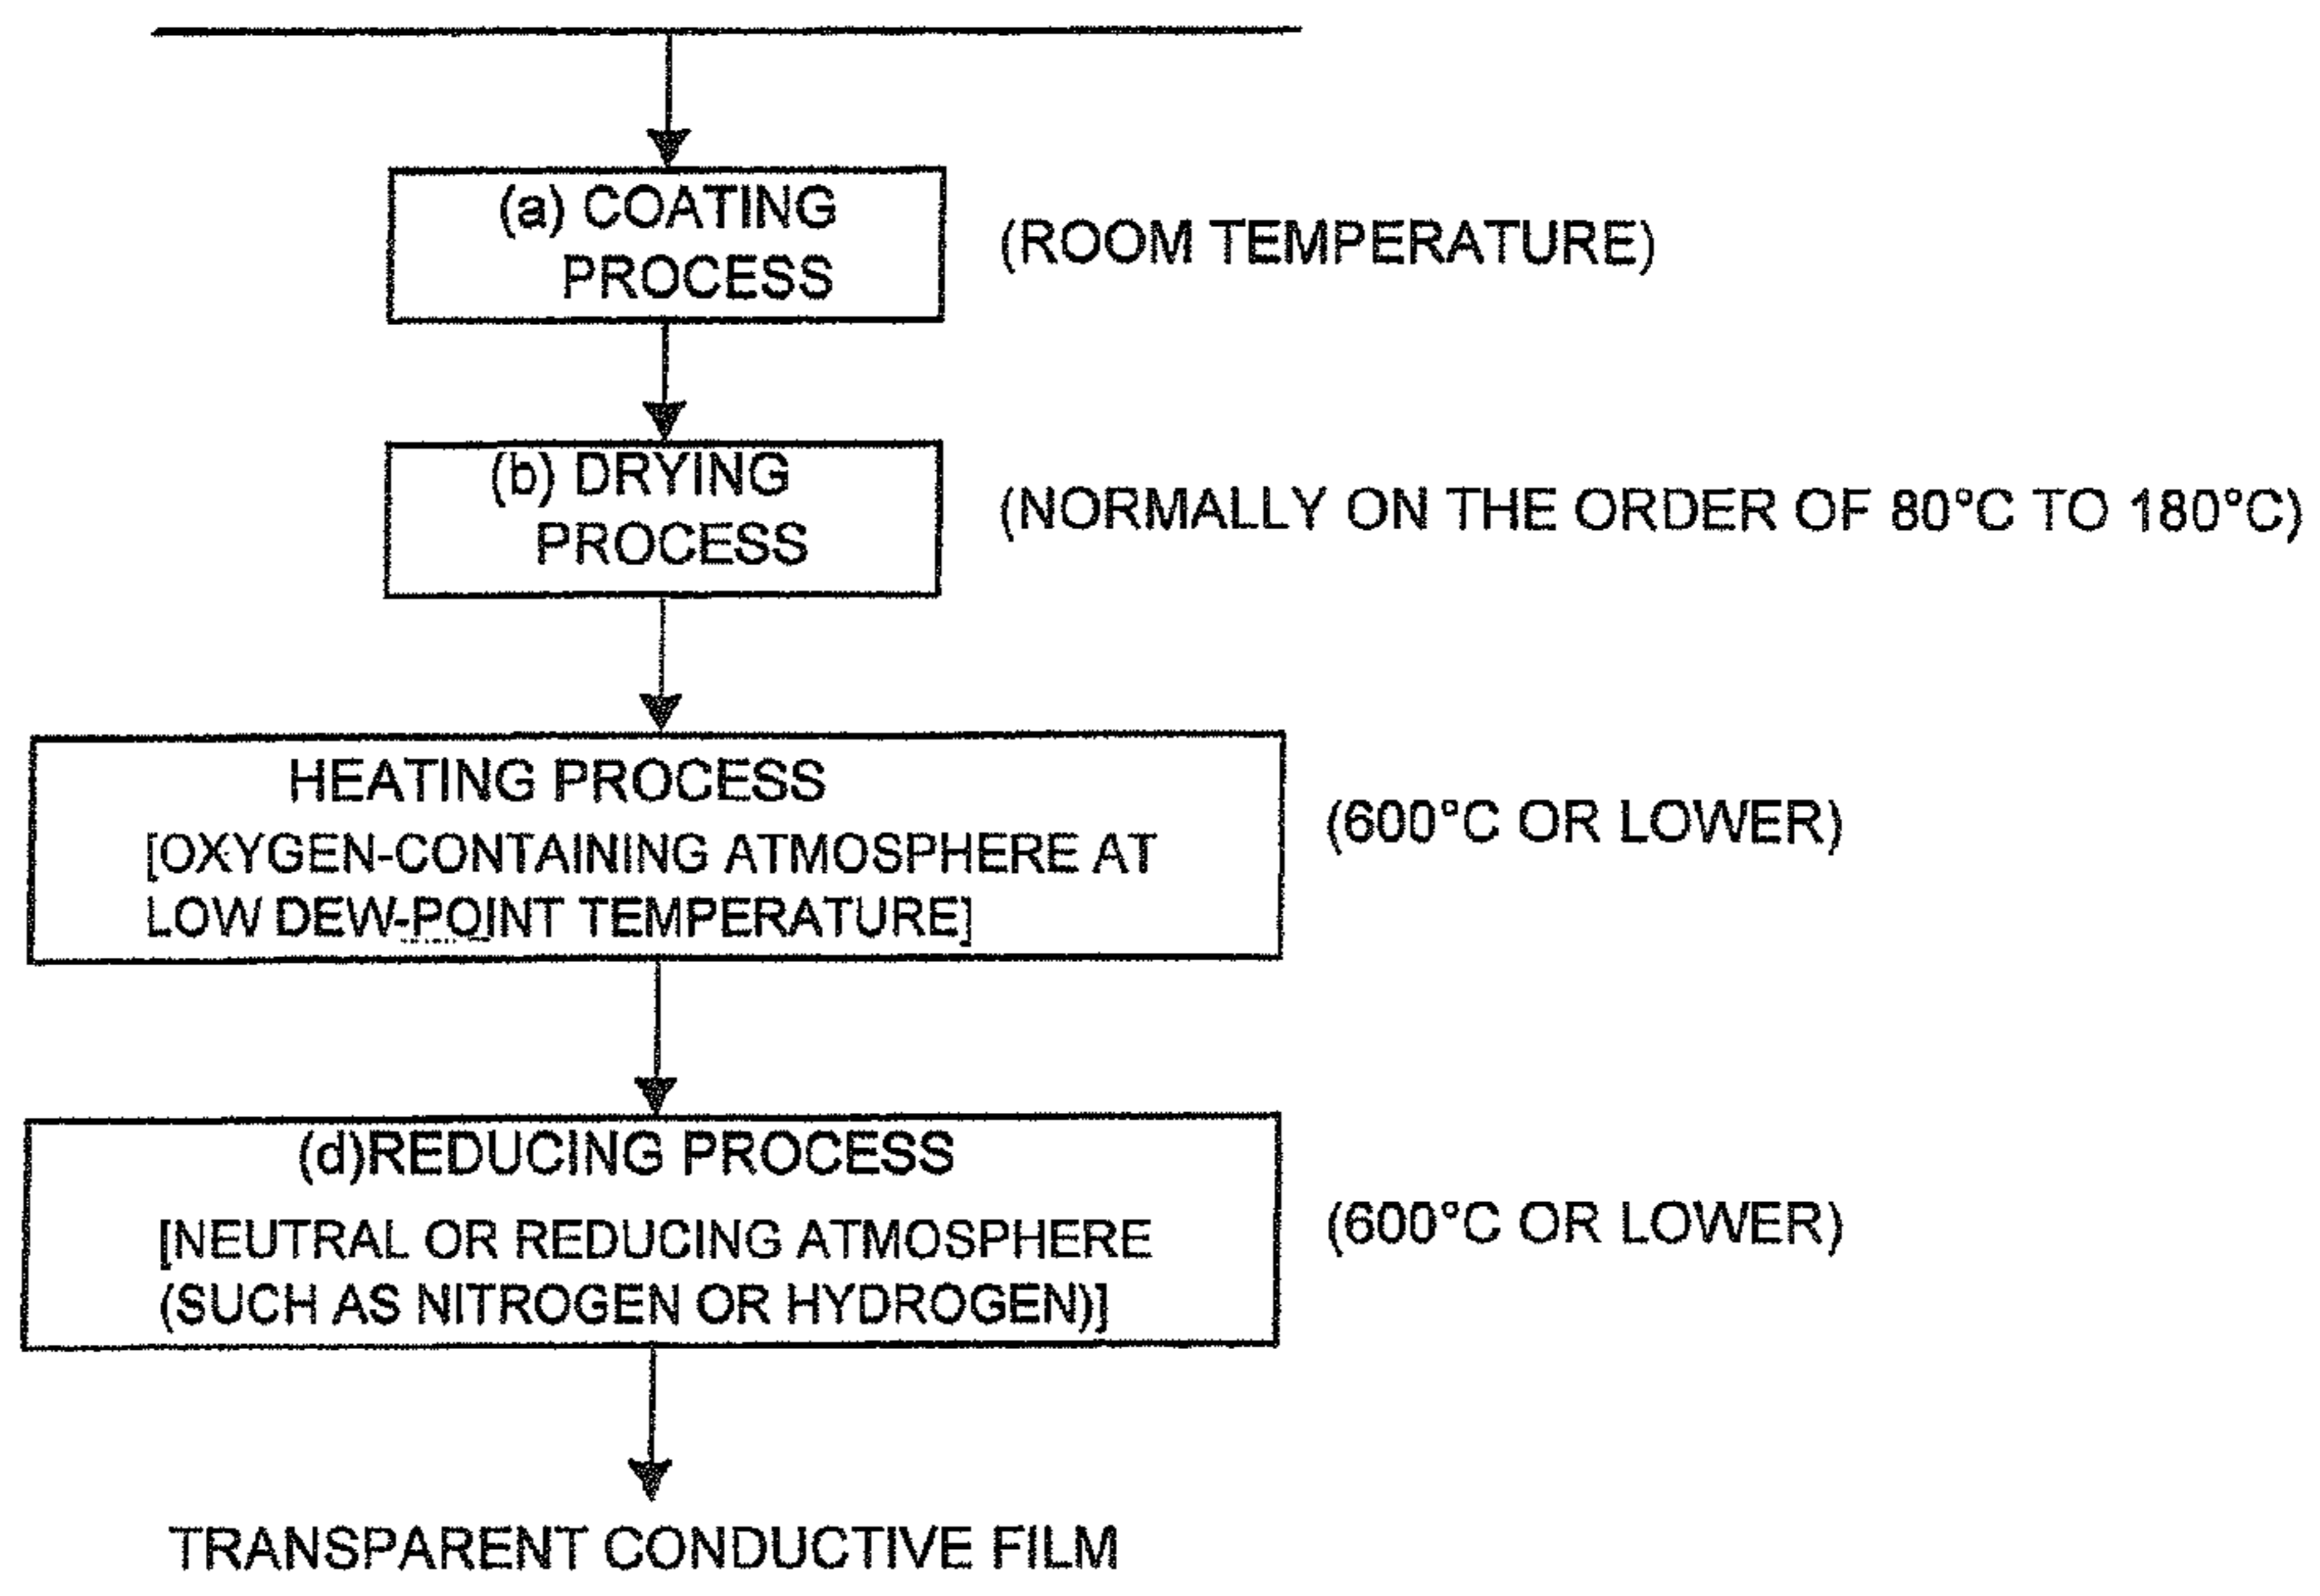 (a) COATING
PROCESS
(ROOM TEMPERATURE)
(b) DRYING
PROCESS
(NORMALLY ON THE ORDER OF 80°C TO 180°C)
HEATING PROCESS
[OXYGEN-CONTAINING ATMOSPHERE AT
LOW DEW-POINT TEMPERATURE]
(600°C OR LOWER)
(d)REDUCING PROCESS
[NEUTRAL OR REDUCING ATMOSPHERE
(SUCH AS NITROGEN OR HYDROGEN)]
(600°C OR LOWER)
TRANSPARENT CONDUCTIVE FILM